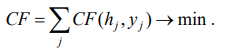 CF = ∑_j CF(h_j, y_j) → min .